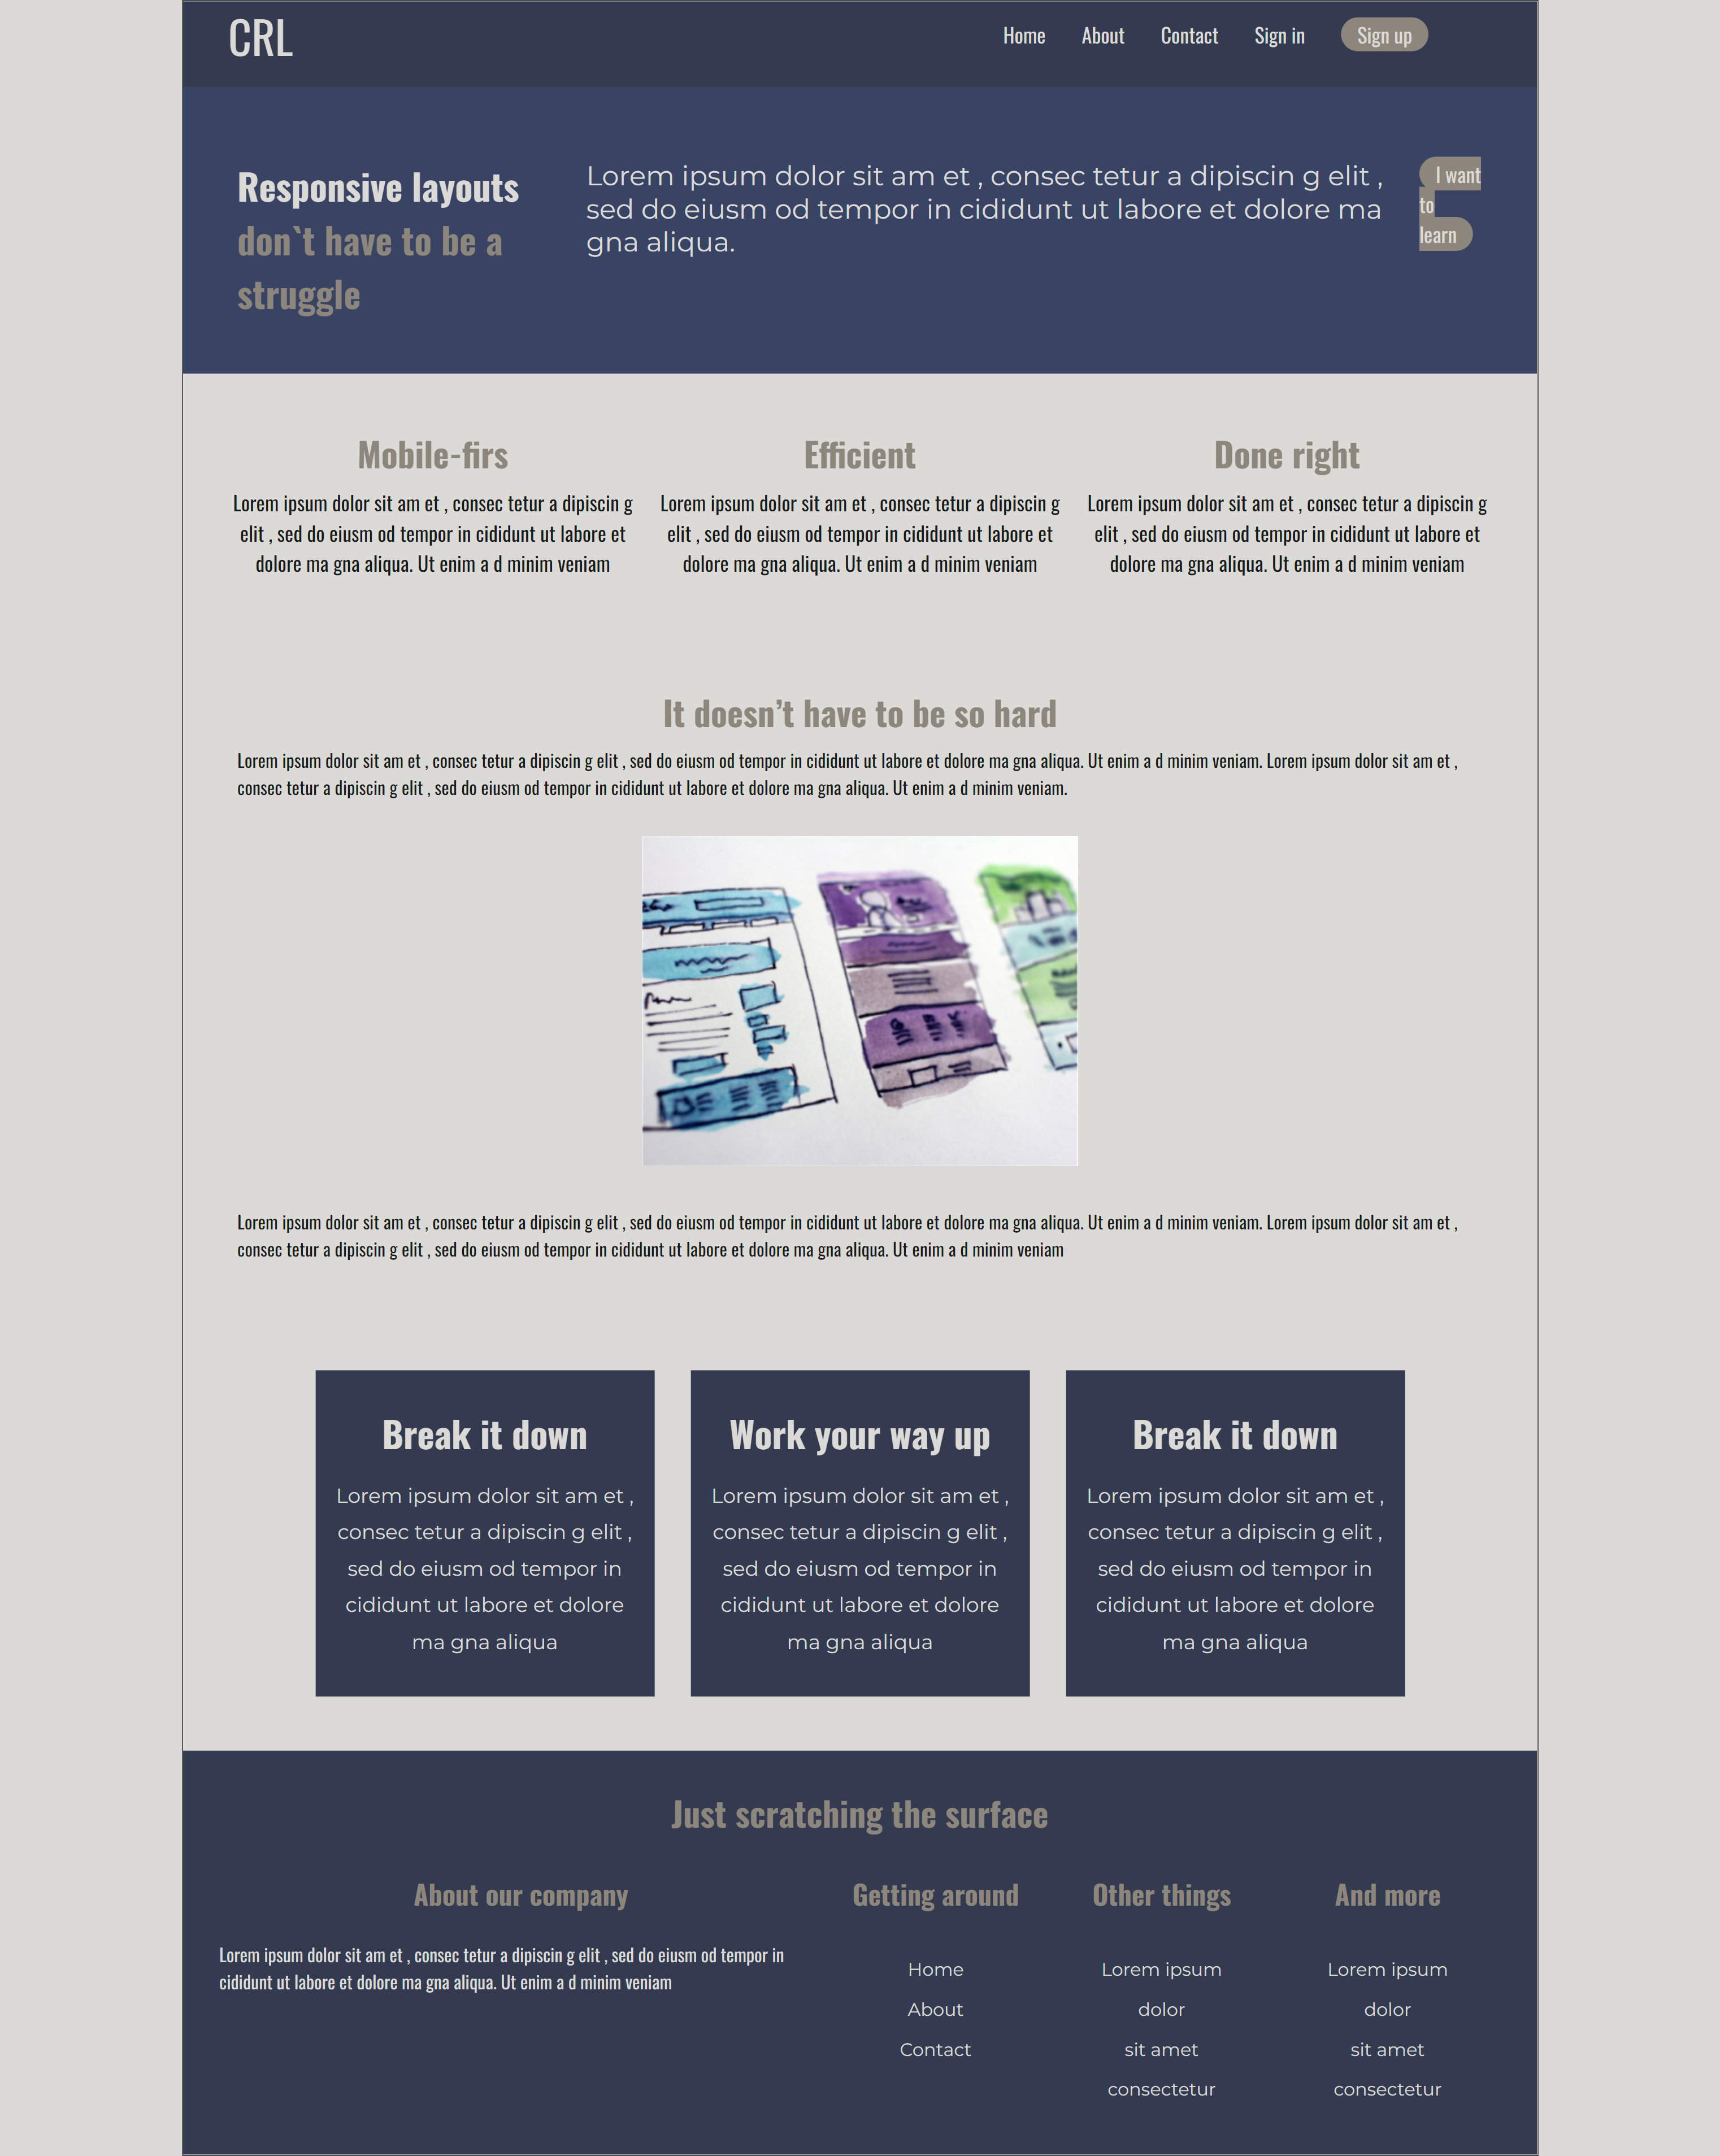 CRL
Home About Contact Sign in Sign up
Responsive layouts
don`t have to be a
struggle
Lorem ipsum dolor sit am et , consec tetur a dipiscin g elit ,
sed do eiusm od tempor in cididunt ut labore et dolore ma
gna aliqua.
I want
to
learn
Mobile-firs
Lorem ipsum dolor sit am et , consec tetur a dipiscin g
elit , sed do eiusm od tempor in cididunt ut labore et
dolore ma gna aliqua. Ut enim a d minim veniam
Efficient
Lorem ipsum dolor sit am et , consec tetur a dipiscin g
elit , sed do eiusm od tempor in cididunt ut labore et
dolore ma gna aliqua. Ut enim a d minim veniam
Done right
Lorem ipsum dolor sit am et , consec tetur a dipiscin g
elit , sed do eiusm od tempor in cididunt ut labore et
dolore ma gna aliqua. Ut enim a d minim veniam
It doesn’t have to be so hard
Lorem ipsum dolor sit am et , consec tetur a dipiscin g elit , sed do eiusm od tempor in cididunt ut labore et dolore ma gna aliqua. Ut enim a d minim veniam. Lorem ipsum dolor sit am et ,
consec tetur a dipiscin g elit , sed do eiusm od tempor in cididunt ut labore et dolore ma gna aliqua. Ut enim a d minim veniam.
Lorem ipsum dolor sit am et , consec tetur a dipiscin g elit , sed do eiusm od tempor in cididunt ut labore et dolore ma gna aliqua. Ut enim a d minim veniam. Lorem ipsum dolor sit am et ,
consec tetur a dipiscin g elit , sed do eiusm od tempor in cididunt ut labore et dolore ma gna aliqua. Ut enim a d minim veniam
Break it down
Lorem ipsum dolor sit am et ,
consec tetur a dipiscin g elit ,
sed do eiusm od tempor in
cididunt ut labore et dolore
ma gna aliqua
Work your way up
Lorem ipsum dolor sit am et ,
consec tetur a dipiscin g elit ,
sed do eiusm od tempor in
cididunt ut labore et dolore
ma gna aliqua
Break it down
Lorem ipsum dolor sit am et ,
consec tetur a dipiscin g elit ,
sed do eiusm od tempor in
cididunt ut labore et dolore
ma gna aliqua
Just scratching the surface
About our company
Lorem ipsum dolor sit am et , consec tetur a dipiscin g elit , sed do eiusm od tempor in
cididunt ut labore et dolore ma gna aliqua. Ut enim a d minim veniam
Getting around
Home
About
Contact
Other things
Lorem ipsum
dolor
sit amet
consectetur
And more
Lorem ipsum
dolor
sit amet
consectetur